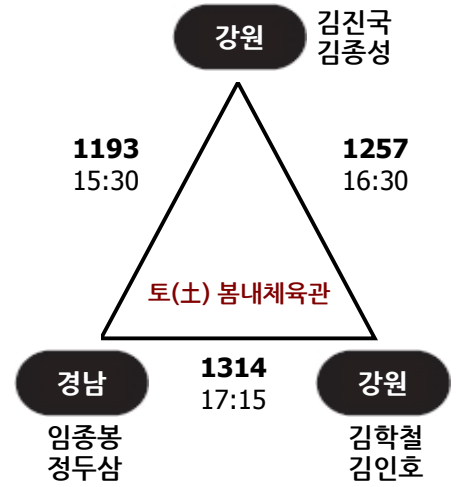 강원
김진국
김종성
1193
15:30
1257
16:30
토(土) 봄내체육관
경남
1314
17:15
강원
임종봉
정두삼
김학철
김인호